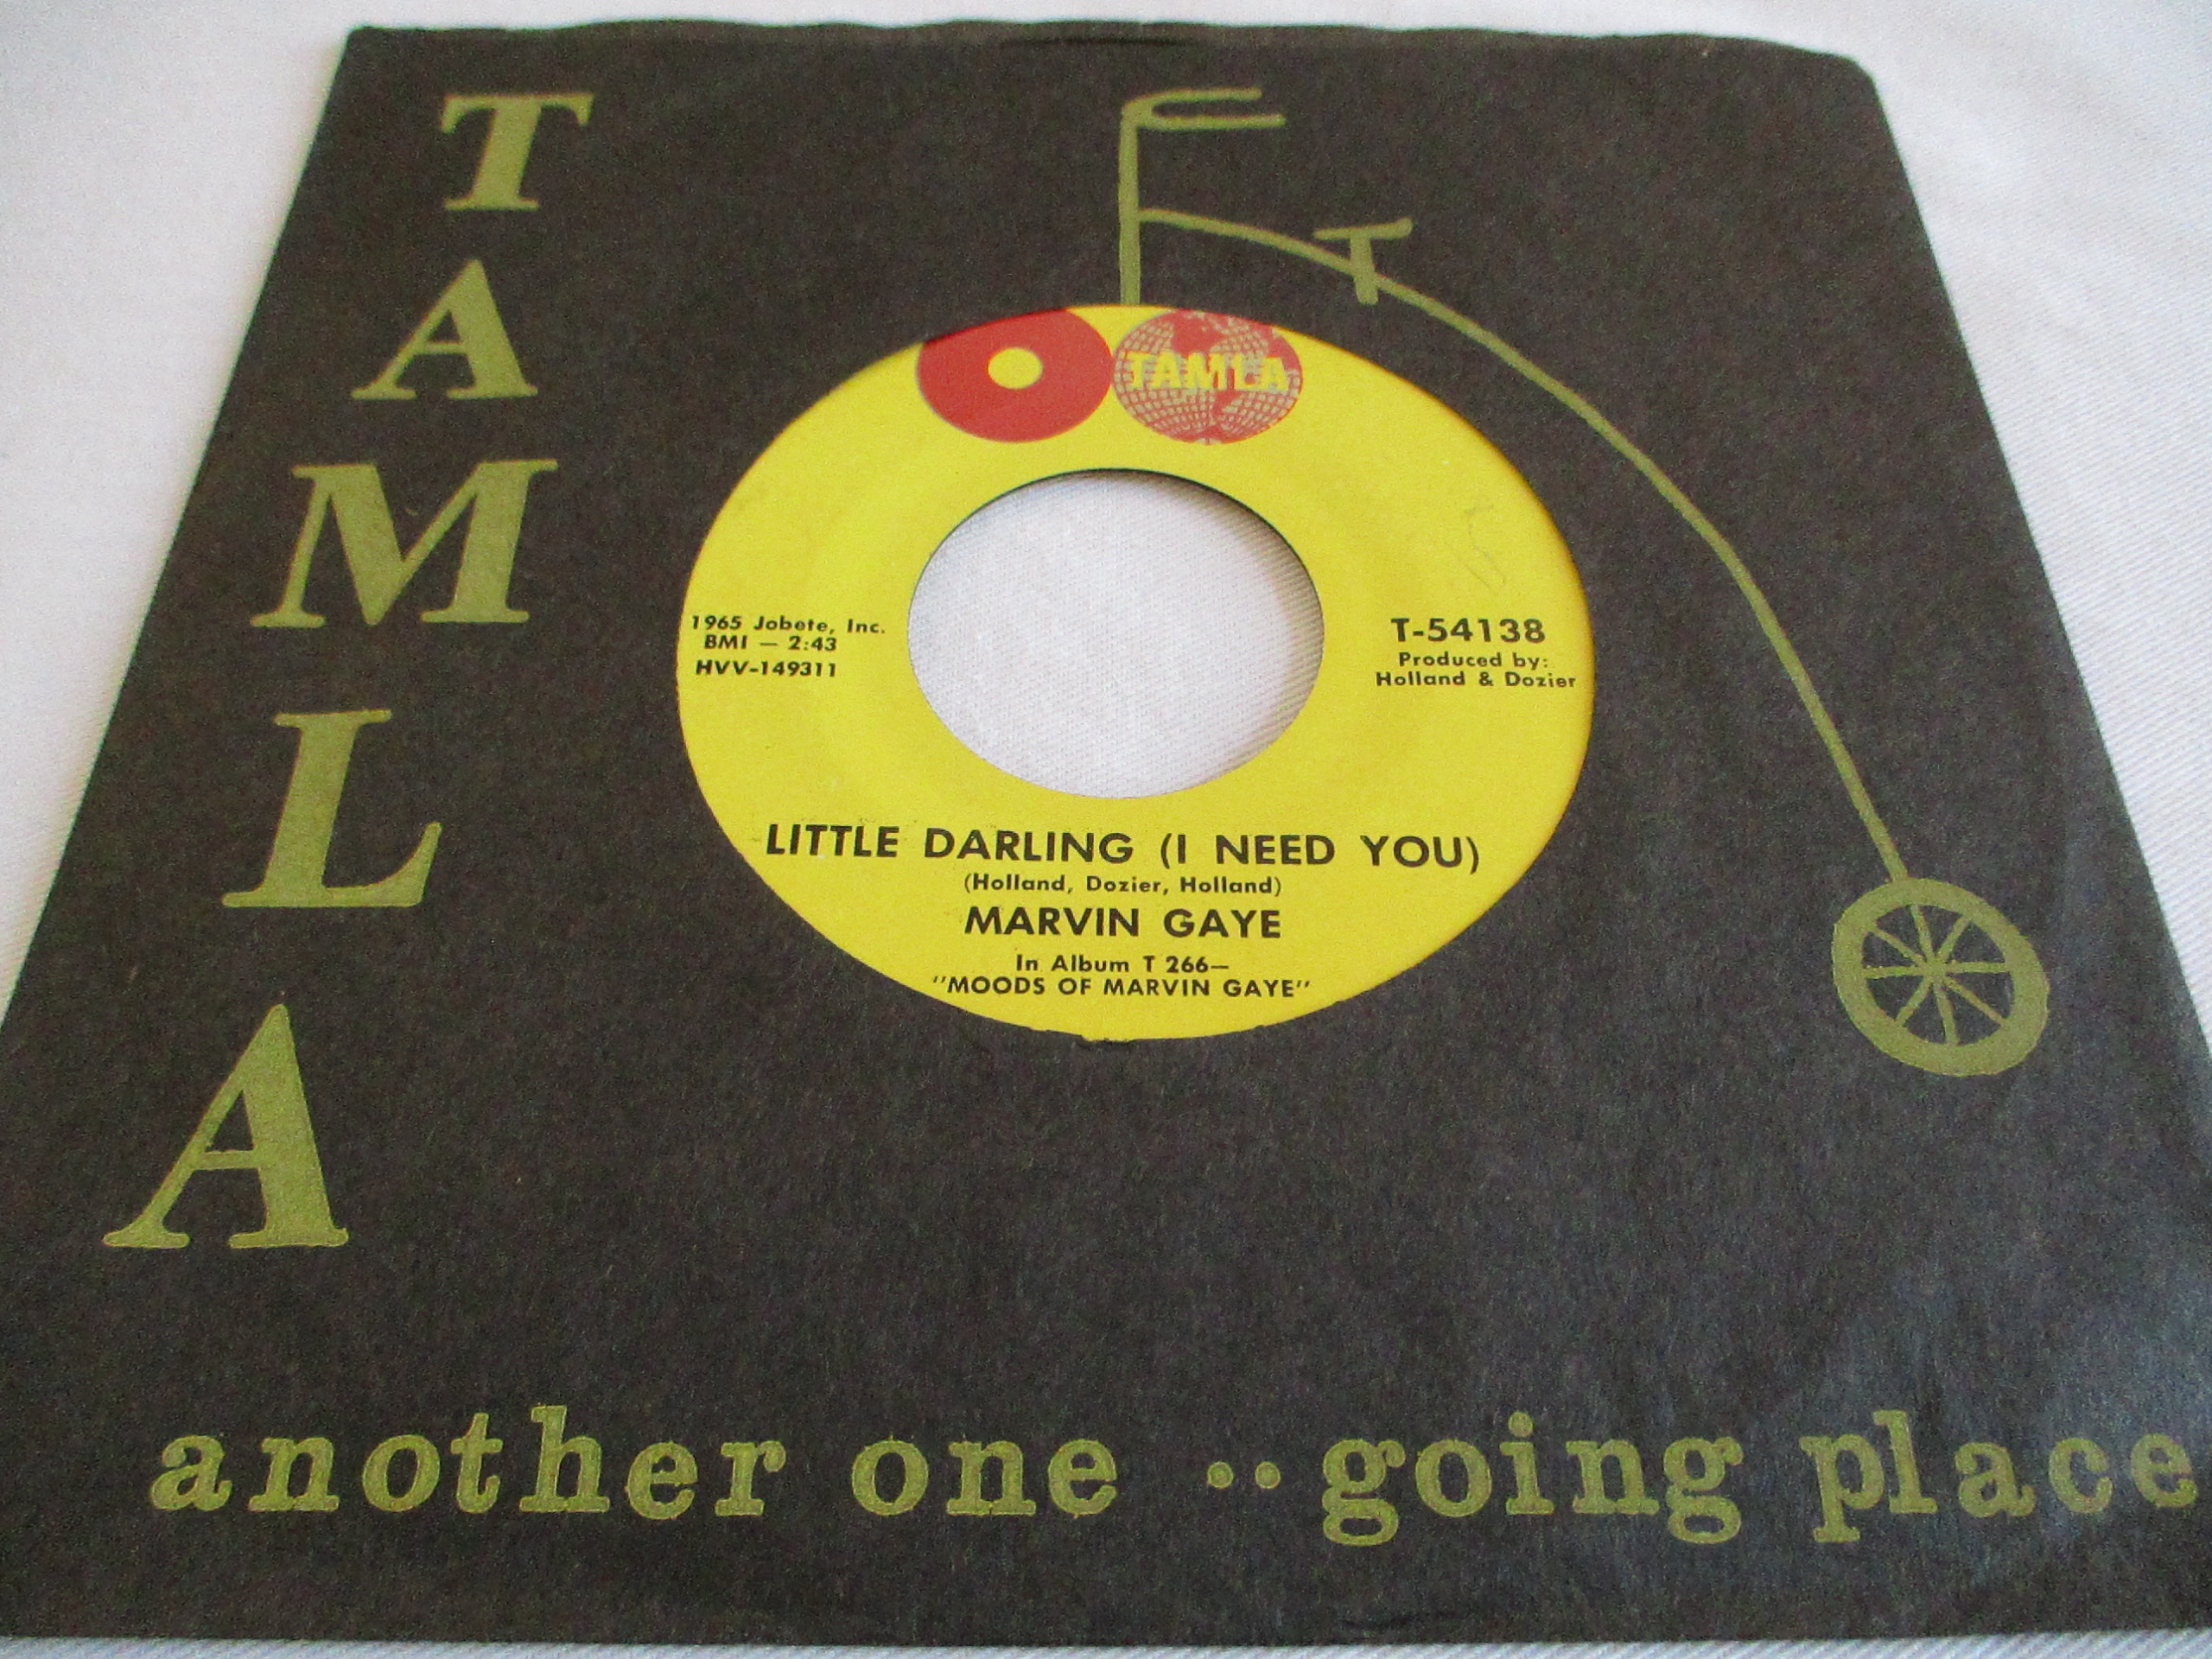 TAMLA
TAMLA
1965 Jobete, Inc.
BMI — 2:43
HVV-149311
T-54138
Produced by:
Holland & Dozier
LITTLE DARLING (I NEED YOU)
(Holland, Dozier, Holland)
MARVIN GAYE
In Album T 266—
"MOODS OF MARVIN GAYE"
another one ·· going place